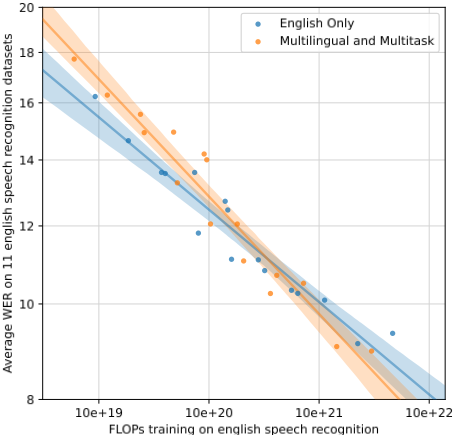 20
18
16
14
12
10
8
Average WER on 11 english speech recognition datasets
English Only
Multilingual and Multitask
10e+19 10e+20 10e+21 10e+22
FLOPs training on english speech recognition